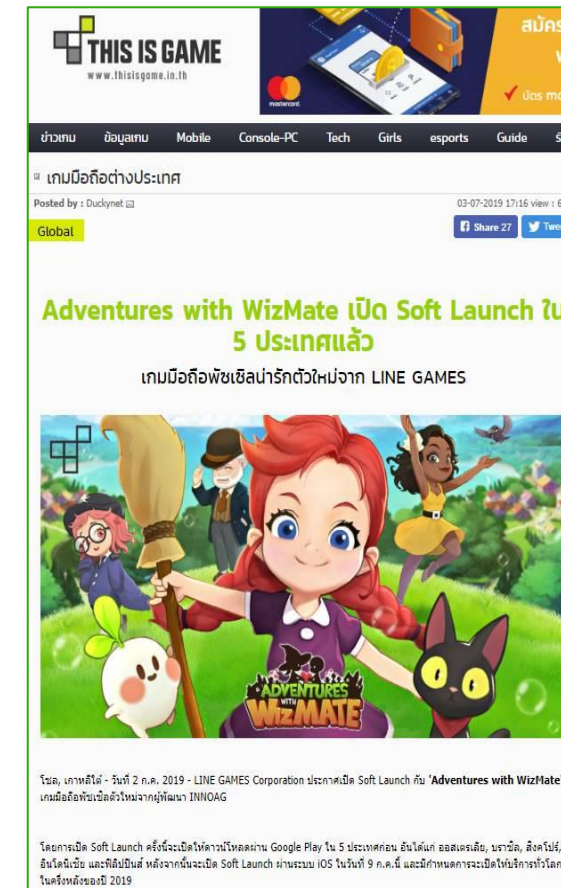 THIS IS GAME
www.thisisgame.in.th
mastercard
สมัคร
✓ บัตร
ข่าวเกม ข้อมูลเกม Mobile Console-PC Tech Girls esports Guide
เกมมือถือต่างประเทศ
Posted by : Duckynet 03-07-2019 17:16 view : 6
Global Share 27 Twee
Adventures with WizMate เปิด Soft Launch ใน
5 ประเทศแล้ว
เกมมือถือพัซเซิลน่ารักตัวใหม่จาก LINE GAMES
ADVENTURES
WITH
WIZMATE
โซล, เกาหลีใต้ - วันที่ 2 ก.ค. 2019 - LINE GAMES Corporation ประกาศเปิด Soft Launch กับ 'Adventures with WizMate'
เกมมือถือพัซเซิลตัวใหม่จากผู้พัฒนา INNOAG
โดยการเปิด Soft Launch ครั้งนี้จะเปิดให้ดาวน์โหลดผ่าน Google Play ใน 5 ประเทศก่อน อันได้แก่ ออสเตรเลีย, บราซิล, สิงคโปร์,
อินโดนิเซีย และฟิลิปปินส์ หลังจากนั้นจะเปิด Soft Launch ผ่านระบบ iOS ในวันที่ 9 ก.ค.นี้ และมีกำหนดการจะเปิดให้บริการทั่วโลก
ในครึ่งหลังของปี 2019